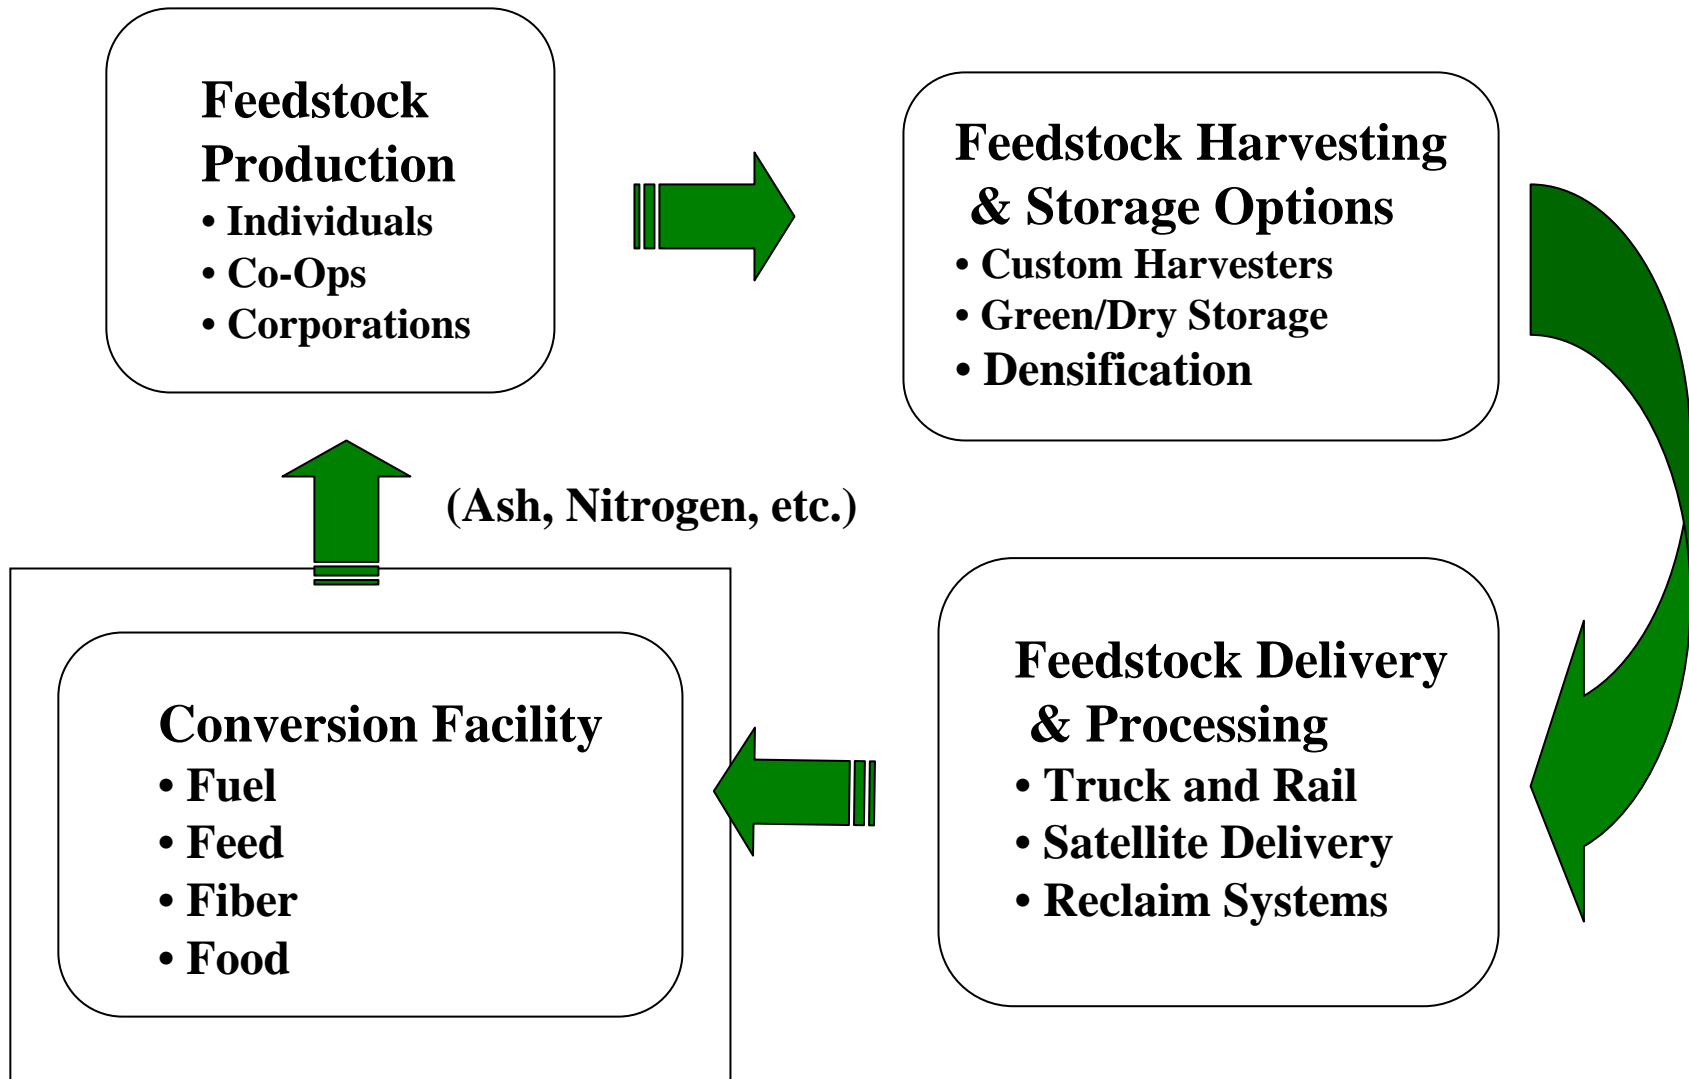 Feedstock
Production
• Individuals
• Co-Ops
• Corporations
Feedstock Harvesting
& Storage Options
• Custom Harvesters
• Green/Dry Storage
• Densification
(Ash, Nitrogen, etc.)
Feedstock Delivery
& Processing
• Truck and Rail
• Satellite Delivery
• Reclaim Systems
Conversion Facility
• Fuel
• Feed
• Fiber
• Food